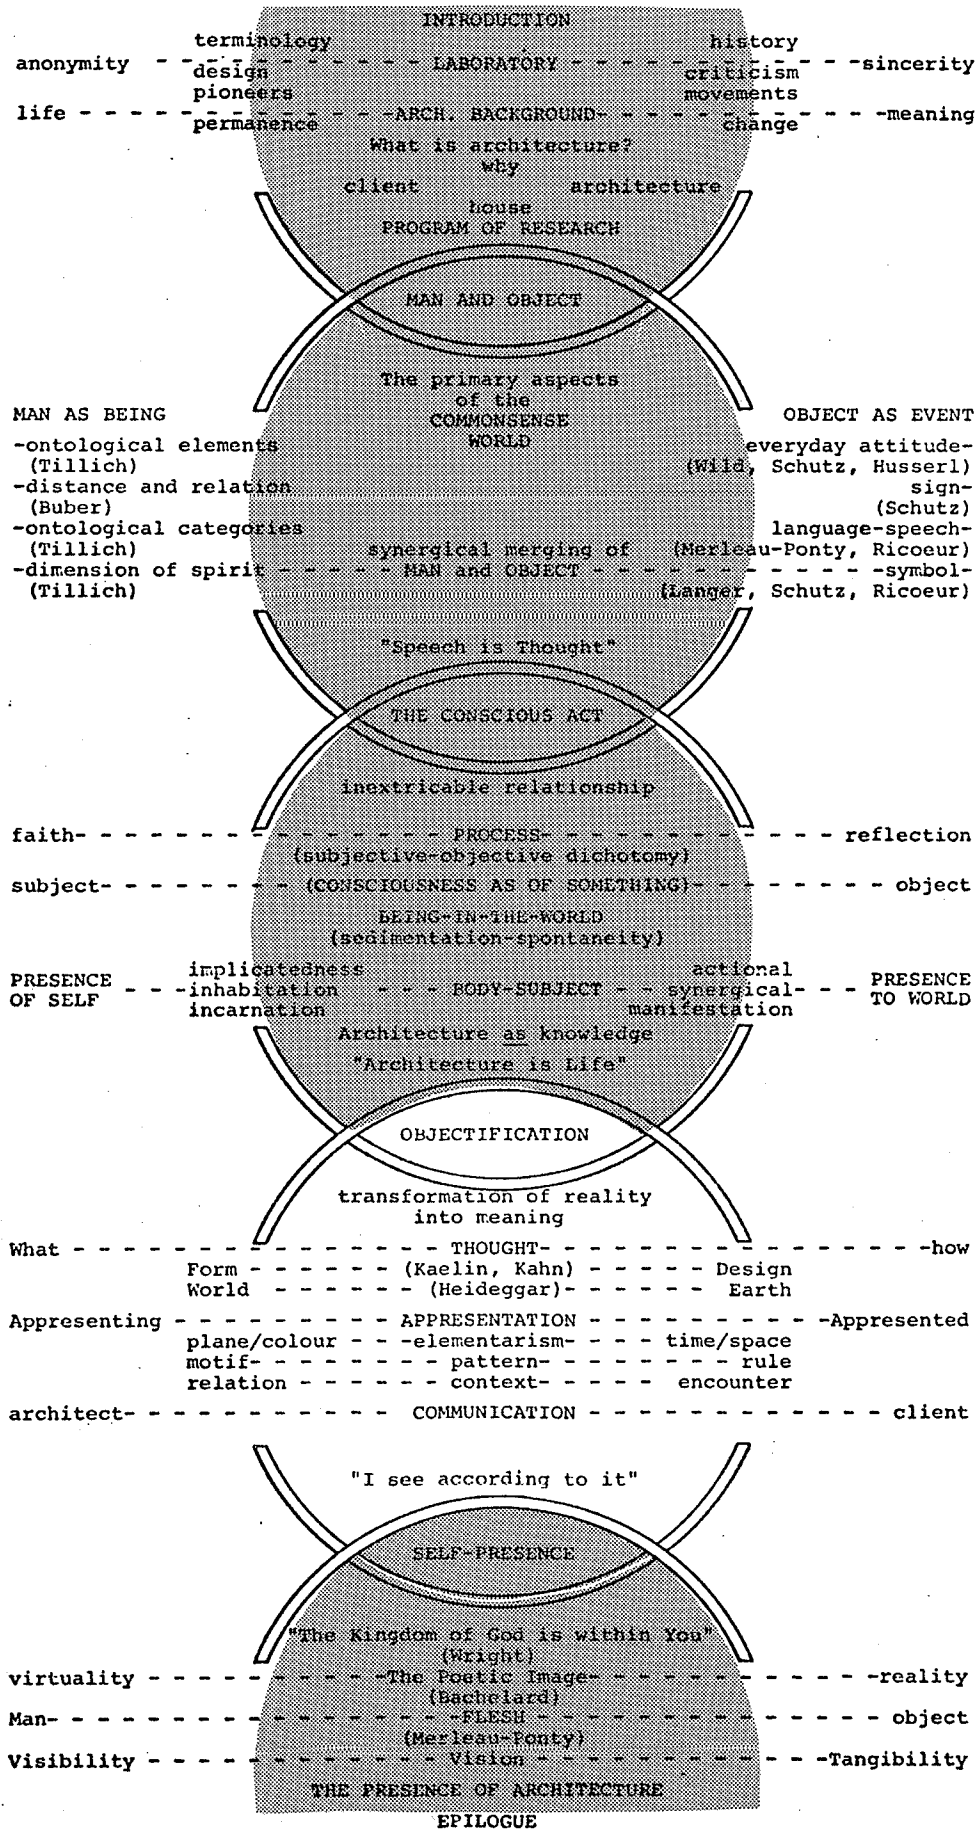 INTRODUCTION
terminology history
anonymity - - LABORATORY - - sincerity
design criticism
pioneers movements
life - - ARCH. BACKGROUND - - meaning
permanence change
What is architecture?
why
client architecture
house
PROGRAM OF RESEARCH
MAN AND OBJECT
The primary aspects
of the
COMMONSENSE
WORLD
MAN AS BEING OBJECT AS EVENT
-ontological elements everyday attitude-
(Tillich) (Wild, Schutz, Husserl)
-distance and relation sign-
(Buber) (Schutz)
-ontological categories language-speech-
(Tillich) synergical merging of (Merleau-Ponty, Ricoeur)
-dimension of spirit - - MAN and OBJECT - - -symbol-
(Tillich) (Langer, Schutz, Ricoeur)
"Speech is Thought"
THE CONSCIOUS ACT
inextricable relationship
faith- - - PROCESS- - - reflection
(subjective-objective dichotomy)
subject- - - (CONSCIOUSNESS AS OF SOMETHING)- - - object
BEING-IN-THE-WORLD
(sedimentation-spontaneity)
implicatedness actional
PRESENCE OF SELF - - -inhabitation - - - BODY-SUBJECT - - synergical- - - PRESENCE TO WORLD
incarnation manifestation
Architecture as knowledge
"Architecture is Life"
OBJECTIFICATION
transformation of reality
into meaning
What - - - THOUGHT- - - -how
Form - - - (Kaelin, Kahn) - - - Design
World - - - (Heideggar)- - - Earth
Appresenting - - - APPRESENTATION - - - -Appresented
plane/colour - - -elementarism- - - time/space
motif- - - pattern- - - rule
relation - - - context- - - encounter
architect- - - COMMUNICATION - - - client
"I see according to it"
SELF-PRESENCE
"The Kingdom of God is within You"
(Wright)
virtuality - - - -The Poetic Image- - - -reality
(Bachelard)
Man- - - -FLESH - - - object
(Merleau-Ponty)
Visibility - - - Vision - - - -Tangibility
THE PRESENCE OF ARCHITECTURE
EPILOGUE